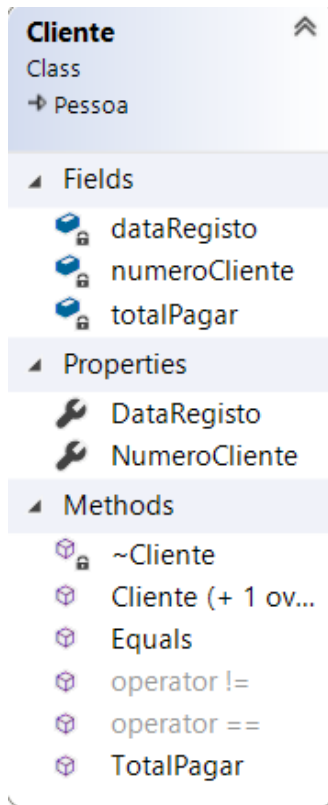 Cliente
Class
Pessoa
Fields
dataRegisto
numeroCliente
totalPagar
Properties
DataRegisto
NumeroCliente
Methods
~Cliente
Cliente (+ 1 ov...
Equals
operator !=
operator ==
TotalPagar